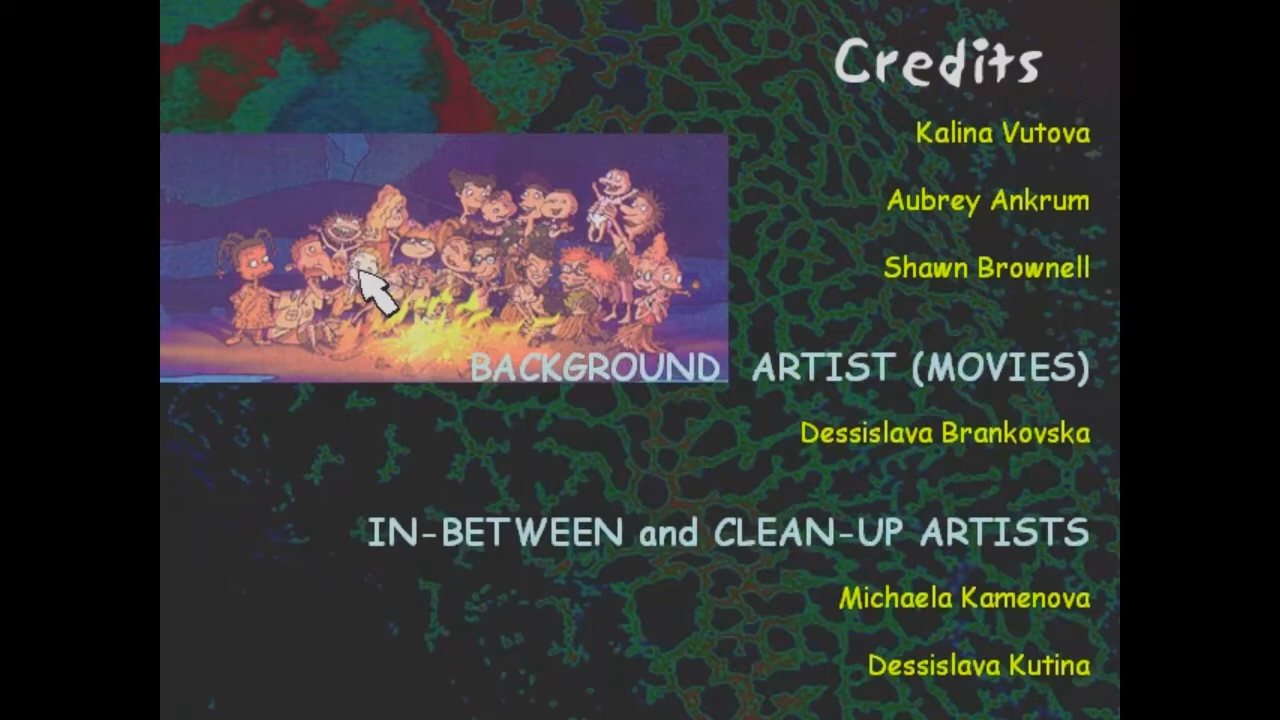 Credits
Kalina Vutova
Aubrey Ankrum
Shawn Brownell
BACKGROUND ARTIST (MOVIES)
Dessislava Brankovska
IN-BETWEEN and CLEAN-UP ARTISTS
Michaela Kamenova
Dessislava Kutina